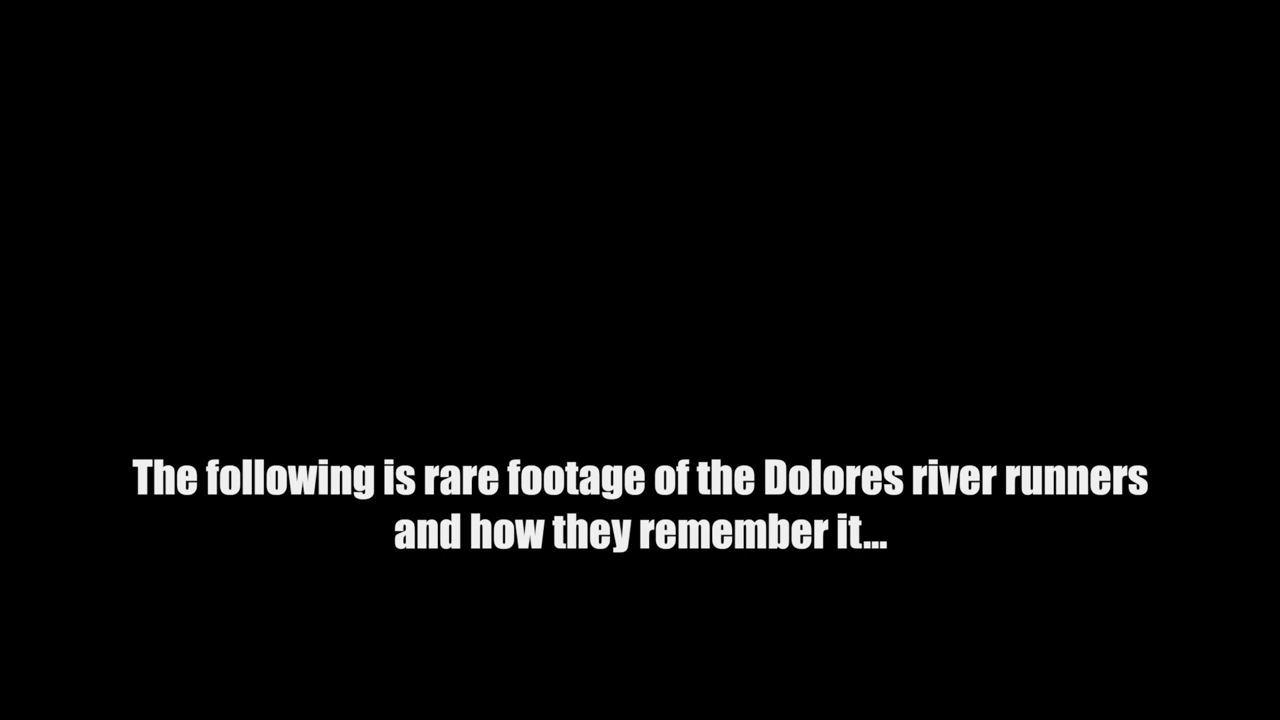 The following is rare footage of the Dolores river runners
and how they remember it...